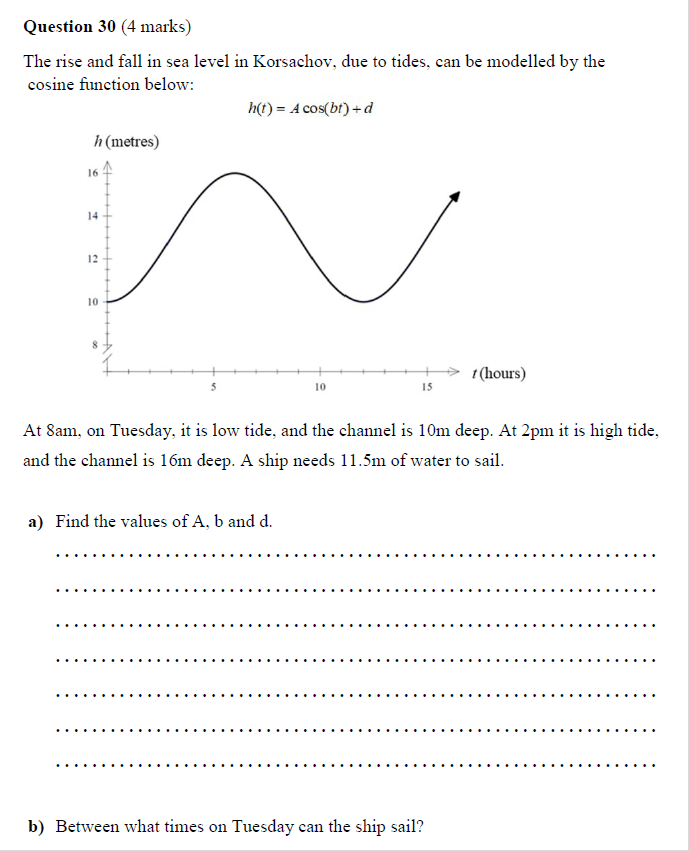 Question 30 (4 marks)
The rise and fall in sea level in Korsachov, due to tides, can be modelled by the
cosine function below:
h(t) = A cos(bt) + d
h (metres)
16
14
12
10
8
t (hours)
5 10 15
At 8am, on Tuesday, it is low tide, and the channel is 10m deep. At 2pm it is high tide,
and the channel is 16m deep. A ship needs 11.5m of water to sail.
a) Find the values of A, b and d.
b) Between what times on Tuesday can the ship sail?